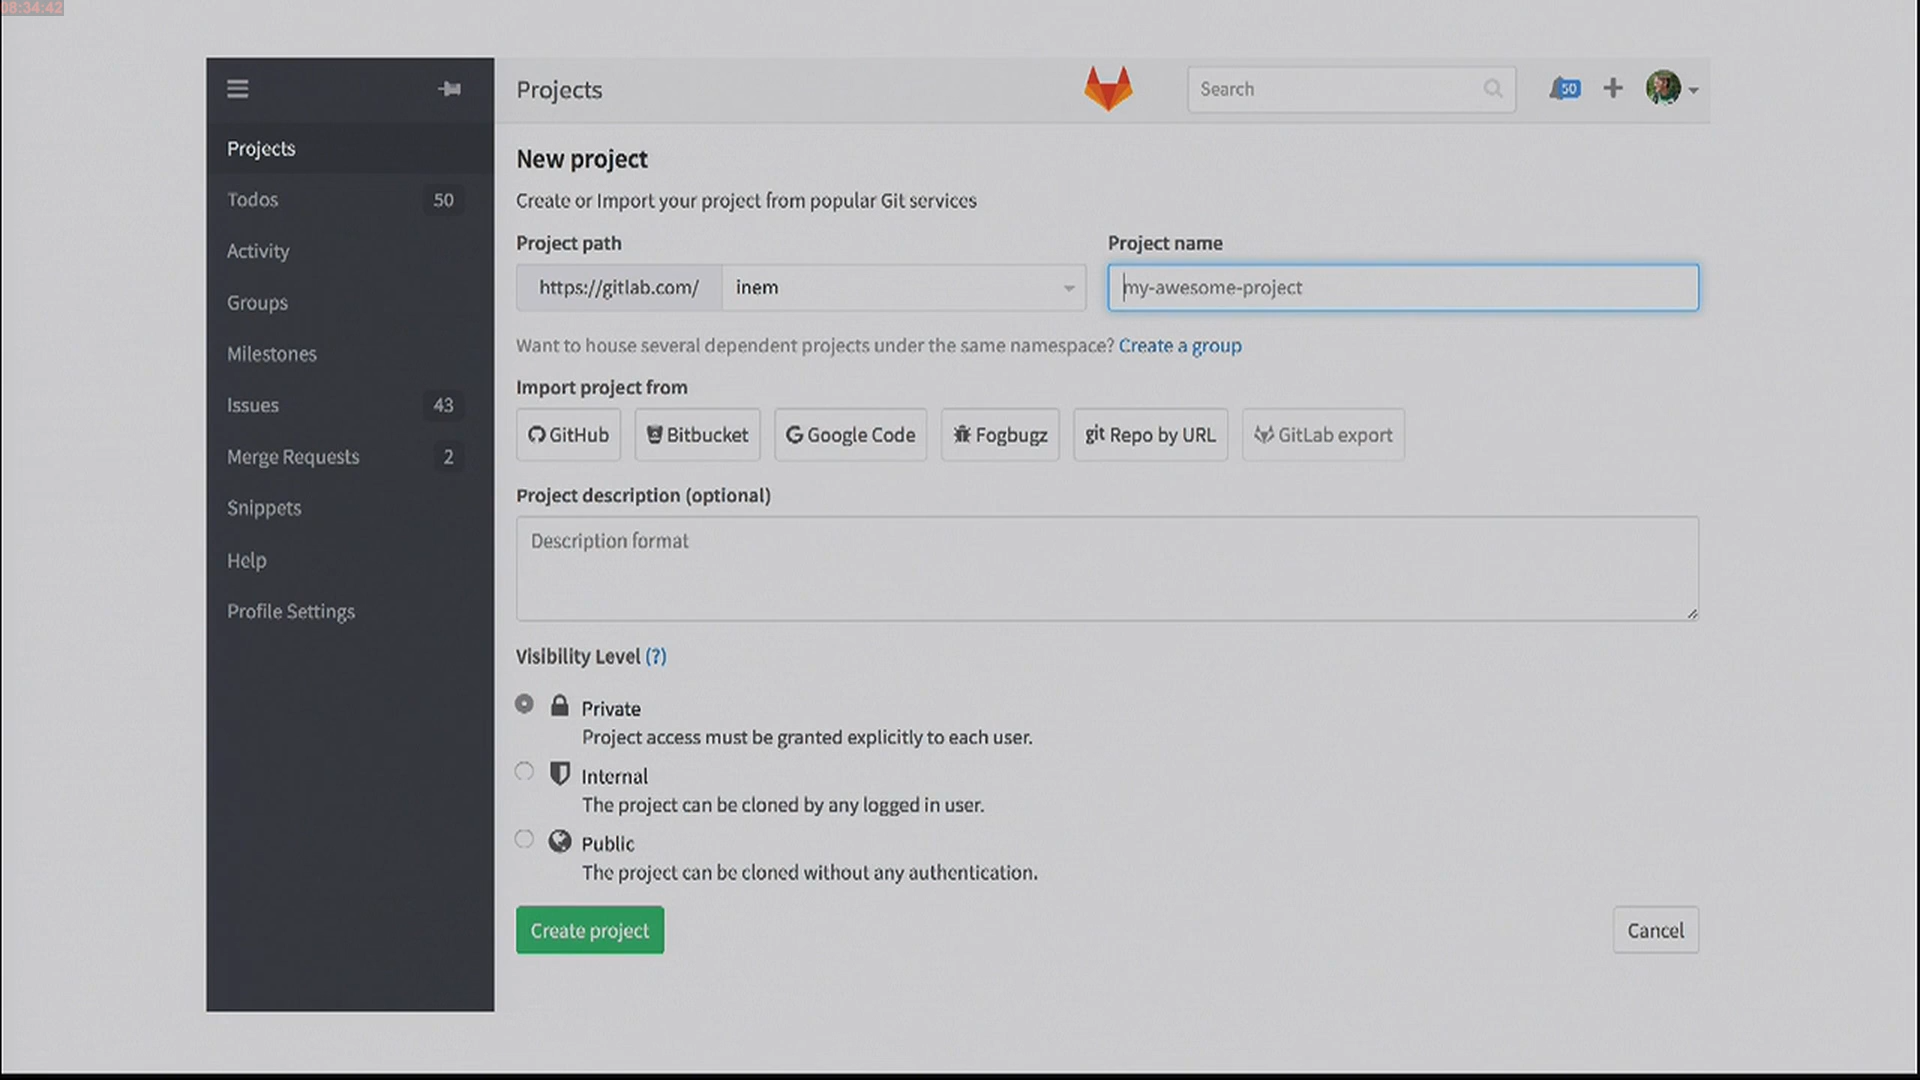 08:34:42
Projects
Search
50
Projects
Todos 50
Activity
Groups
Milestones
Issues 43
Merge Requests 2
Snippets
Help
Profile Settings
New project
Create or Import your project from popular Git services
Project path
Project name
https://gitlab.com/ inem
my-awesome-project
Want to house several dependent projects under the same namespace? Create a group
Import project from
GitHub
Bitbucket
Google Code
Fogbugz
git Repo by URL
GitLab export
Project description (optional)
Description format
Visibility Level (?)
Private
Project access must be granted explicitly to each user.
Internal
The project can be cloned by any logged in user.
Public
The project can be cloned without any authentication.
Create project
Cancel